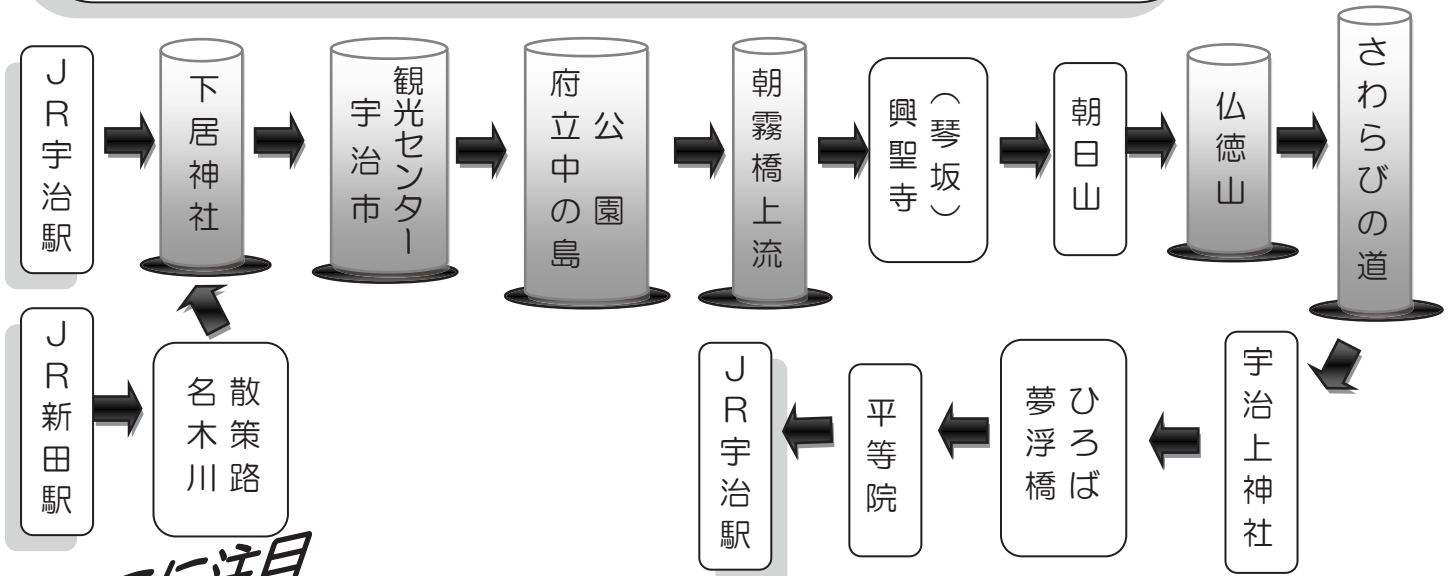 JR宇治駅
下居神社
宇治市
観光センター
府立中の島
公園
朝霧橋上流
興聖寺
（琴坂）
朝日山
仏徳山
さわらびの道
宇治上神社
夢浮橋
ひろば
平等院
JR宇治駅
JR新田駅
名木川
散策路
に注目